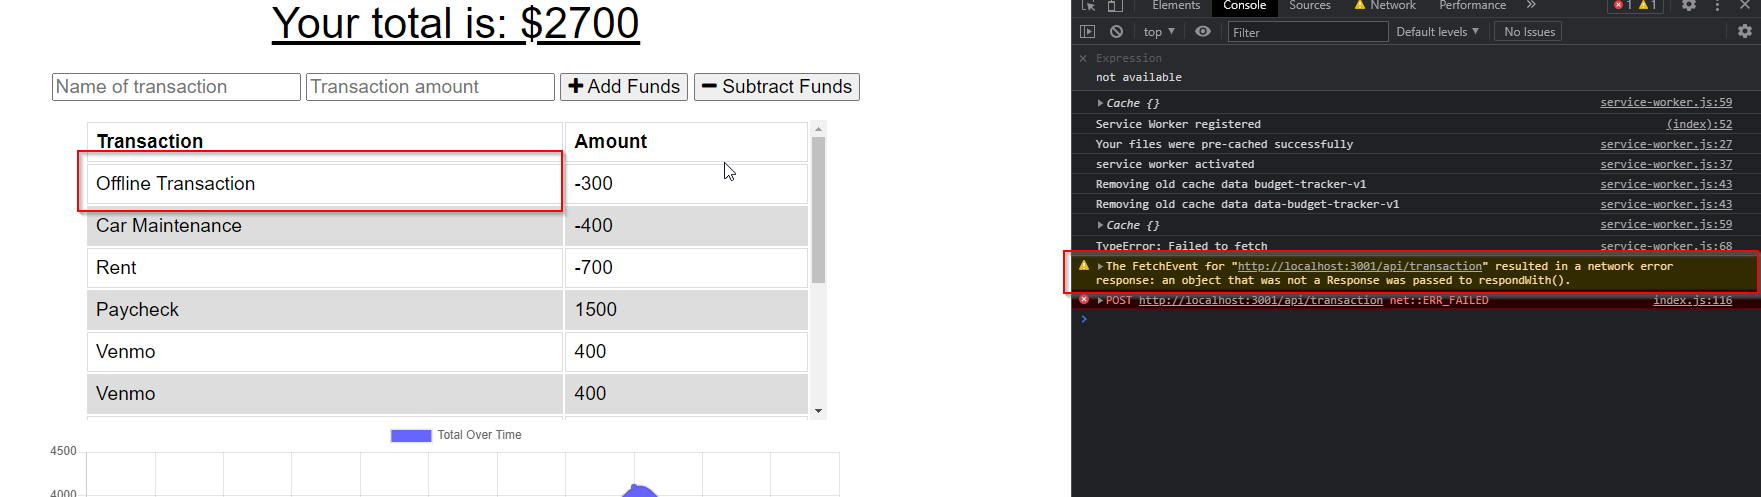 Your total is: $2700
Name of transaction Transaction amount Add Funds Subtract Funds
Transaction Amount
Offline Transaction -300
Car Maintenance -400
Rent -700
Paycheck 1500
Venmo 400
Venmo 400
Total Over Time
4500
4000
Elements Console Sources Network Performance » 1 1
top Filter Default levels No Issues
Expression
not available
Cache {} service-worker.js:59
Service Worker registered (index):52
Your files were pre-cached successfully service-worker.js:27
service worker activated service-worker.js:37
Removing old cache data budget-tracker-v1 service-worker.js:43
Removing old cache data data-budget-tracker-v1 service-worker.js:43
Cache {} service-worker.js:59
TypeError: Failed to fetch service-worker.js:68
The FetchEvent for "http://localhost:3001/api/transaction" resulted in a network error
response: an object that was not a Response was passed to respondWith().
POST http://localhost:3001/api/transaction net::ERR_FAILED index.js:116